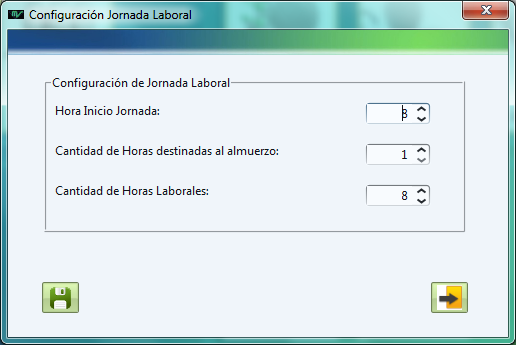 Configuración Jornada Laboral
Configuración de Jornada Laboral
Hora Inicio Jornada: 8
Cantidad de Horas destinadas al almuerzo: 1
Cantidad de Horas Laborales: 8